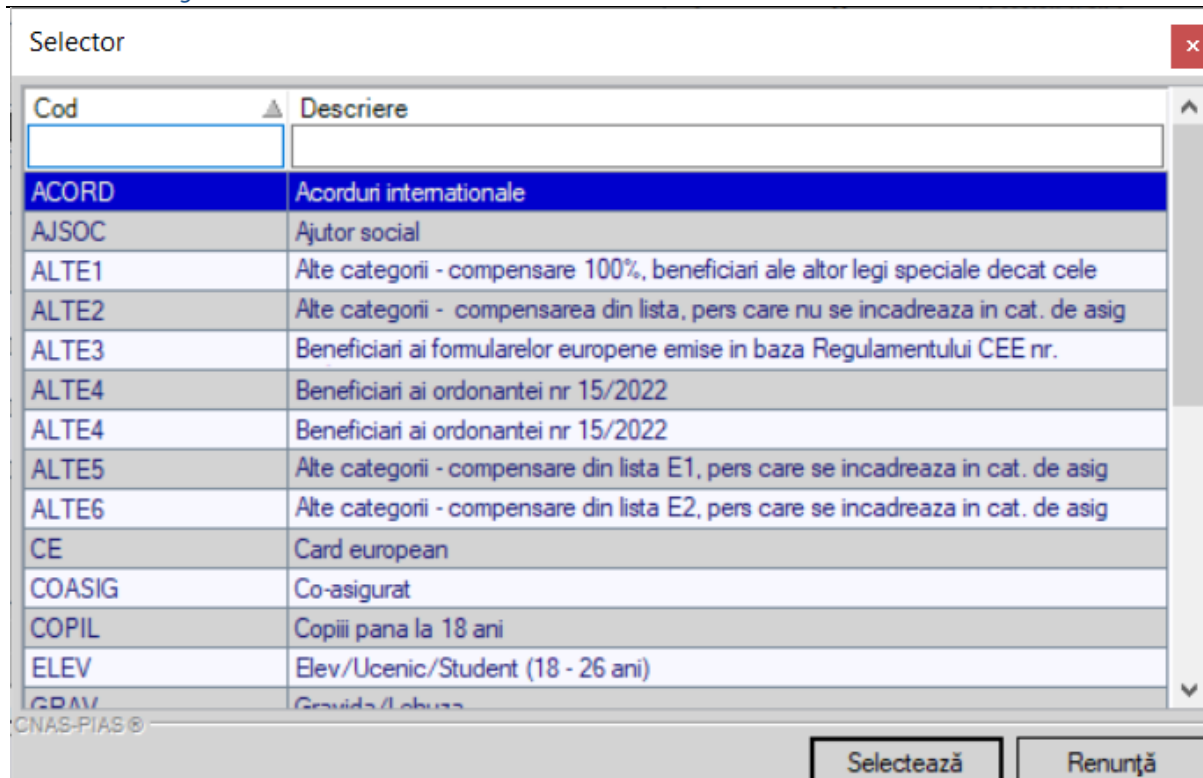 Selector
x
Cod Descriere
ACORD Acorduri internationale
AJSOC Ajutor social
ALTE1 Alte categorii - compensare 100%, beneficiari ale altor legi speciale decat cele
ALTE2 Alte categorii - compensarea din lista, pers care nu se incadreaza in cat. de asig
ALTE3 Beneficiari ai formularelor europene emise in baza Regulamentului CEE nr.
ALTE4 Beneficiari ai ordonantei nr 15/2022
ALTE4 Beneficiari ai ordonantei nr 15/2022
ALTE5 Alte categorii - compensare din lista E1, pers care se incadreaza in cat. de asig
ALTE6 Alte categorii - compensare din lista E2, pers care se incadreaza in cat. de asig
CE Card european
COASIG Co-asigurat
COPIL Copiii pana la 18 ani
ELEV Elev/Ucenic/Student (18 - 26 ani)
GRAV Gravida/Lehuza
CNAS-PIAS ®
Selectează Renunță